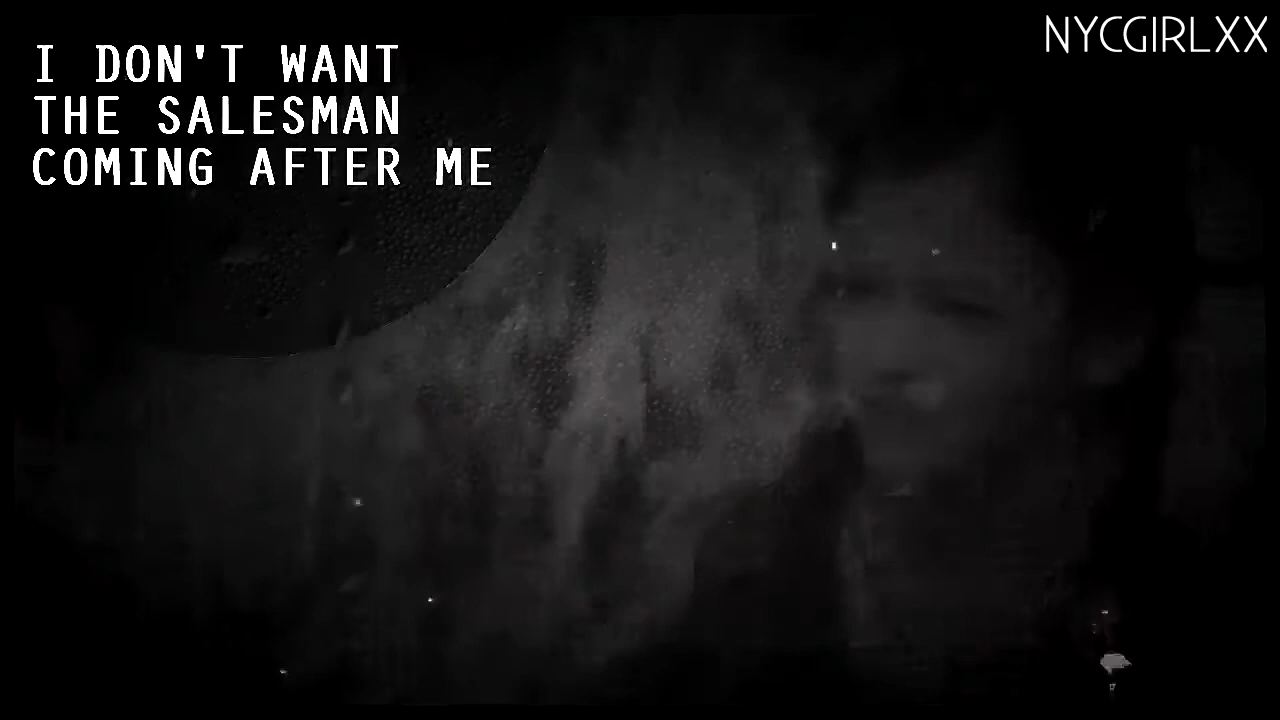 I DON'T WANT
THE SALESMAN
COMING AFTER ME
NYCGIRLXX